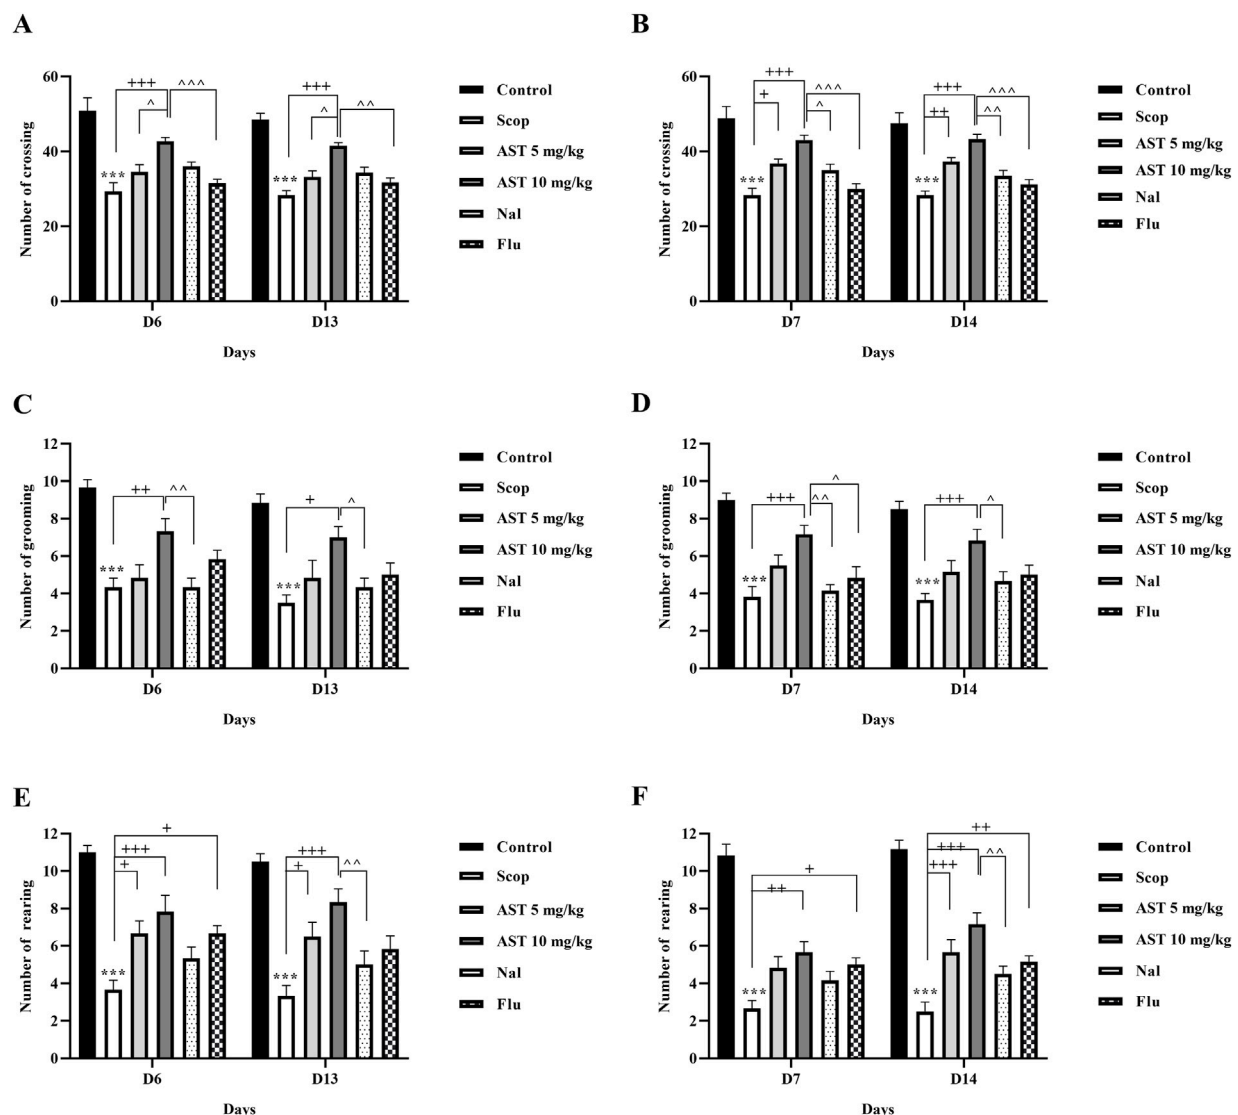 A
B
Number of crossing
60
40
20
0
+++
^
^^^
***
+++
^
^^
***
D6
D13
Days
Control
Scop
AST 5 mg/kg
AST 10 mg/kg
Nal
Flu
Number of crossing
60
40
20
0
+++
^^^
+
^
***
+++
^^^
++
^^
***
D7
D14
Days
Control
Scop
AST 5 mg/kg
AST 10 mg/kg
Nal
Flu
C
D
Number of grooming
12
10
8
6
4
2
0
++
^^
***
+
^
***
D6
D13
Days
Control
Scop
AST 5 mg/kg
AST 10 mg/kg
Nal
Flu
Number of grooming
12
10
8
6
4
2
0
^
+++
^^
***
+++
^
***
D7
D14
Days
Control
Scop
AST 5 mg/kg
AST 10 mg/kg
Nal
Flu
E
F
Number of rearing
12
10
8
6
4
2
0
+
+++
+
***
+++
+
^^
***
D6
D13
Days
Control
Scop
AST 5 mg/kg
AST 10 mg/kg
Nal
Flu
Number of rearing
12
10
8
6
4
2
0
+
++
***
++
+++
^^
+++
***
D7
D14
Days
Control
Scop
AST 5 mg/kg
AST 10 mg/kg
Nal
Flu